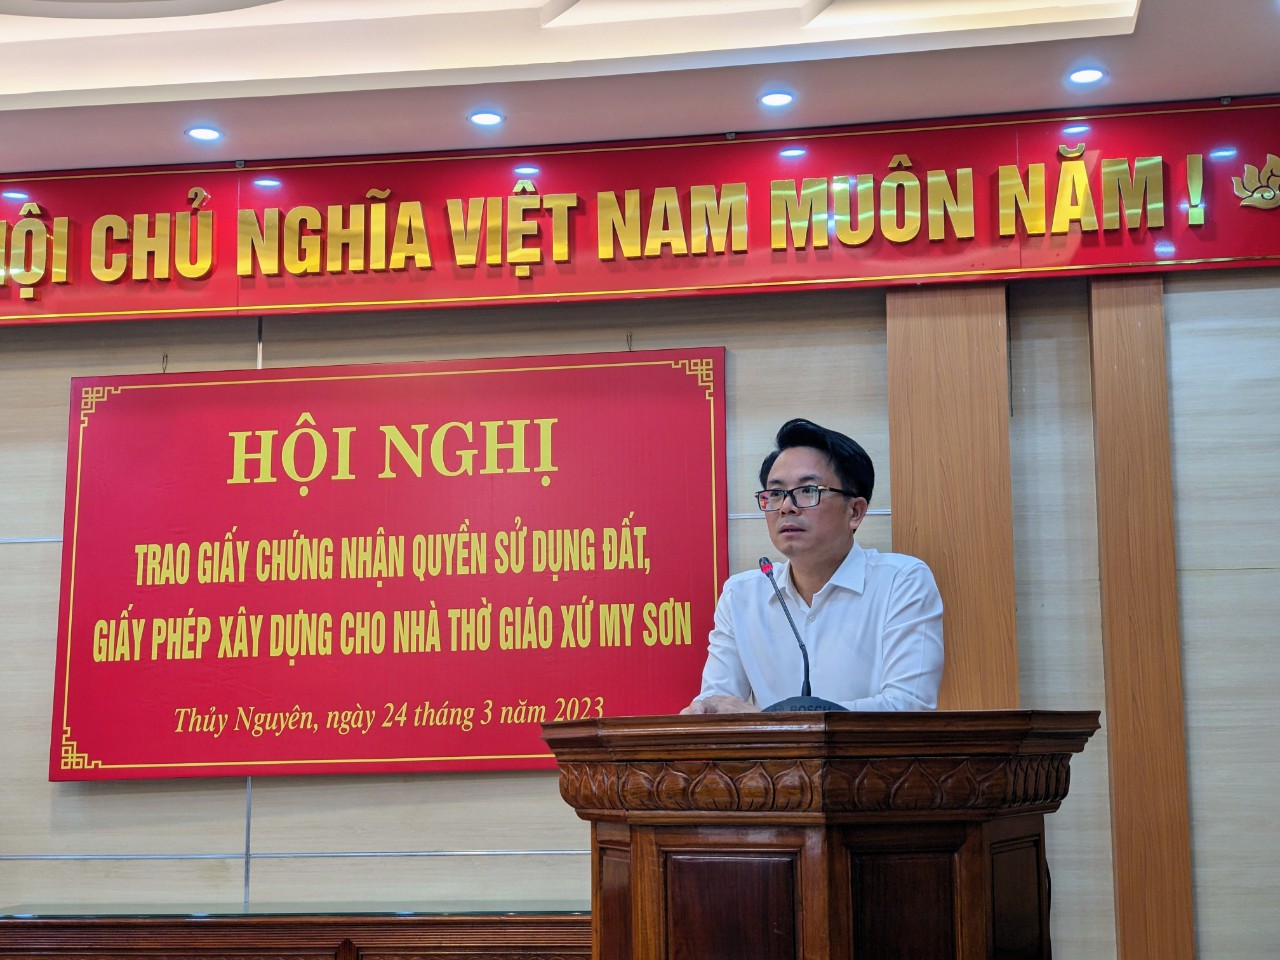 HỘI CHỦ NGHĨA VIỆT NAM MUÔN NĂM !
HỘI NGHỊ
TRAO GIẤY CHỨNG NHẬN QUYỀN SỬ DỤNG ĐẤT,
GIẤY PHÉP XÂY DỰNG CHO NHÀ THỜ GIÁO XỨ MY SƠN
Thủy Nguyên, ngày 24 tháng 3 năm 2023
BOSCH